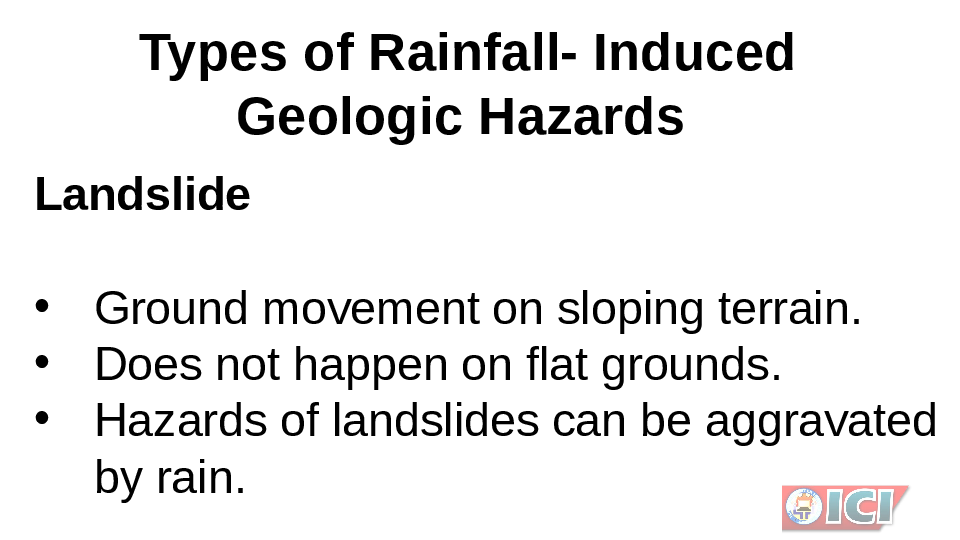 Types of Rainfall- Induced
Geologic Hazards
Landslide
• Ground movement on sloping terrain.
• Does not happen on flat grounds.
• Hazards of landslides can be aggravated
by rain.
ICI